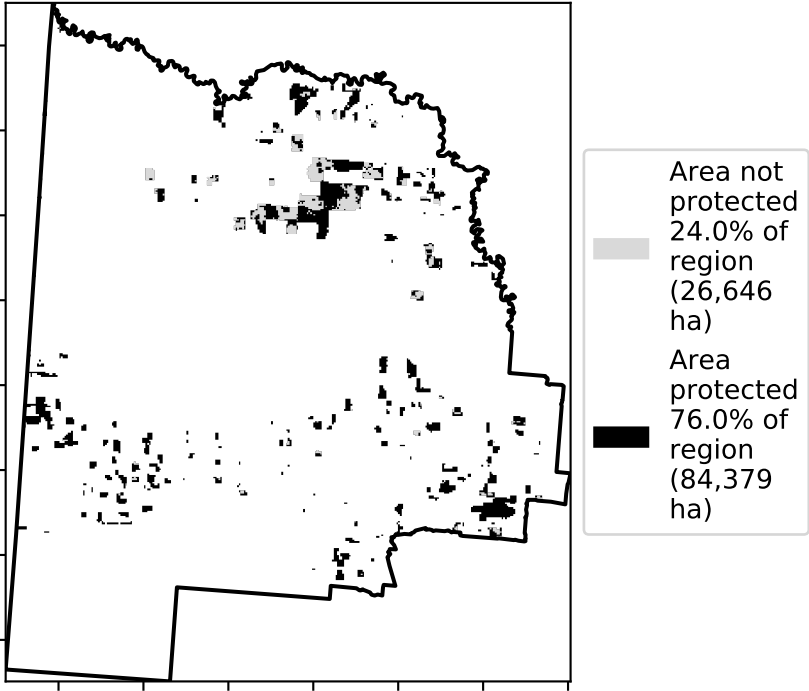 Area not
protected
24.0% of
region
(26,646
ha)
Area
protected
76.0% of
region
(84,379
ha)